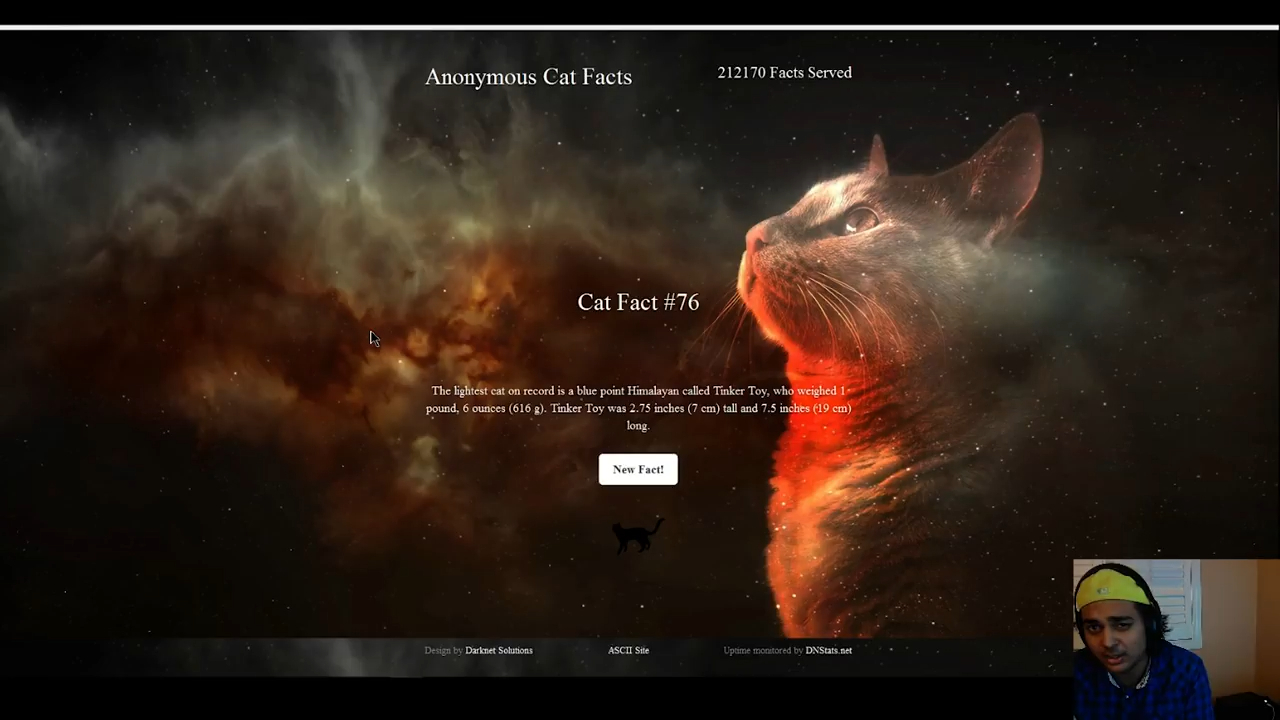 Anonymous Cat Facts
212170 Facts Served
Cat Fact #76
The lightest cat on record is a blue point Himalayan called Tinker Toy, who weighed 1
pound, 6 ounces (616 g). Tinker Toy was 2.75 inches (7 cm) tall and 7.5 inches (19 cm)
long.
New Fact!
Design by Darknet Solutions
ASCII Site
Uptime monitored by DNStats.net